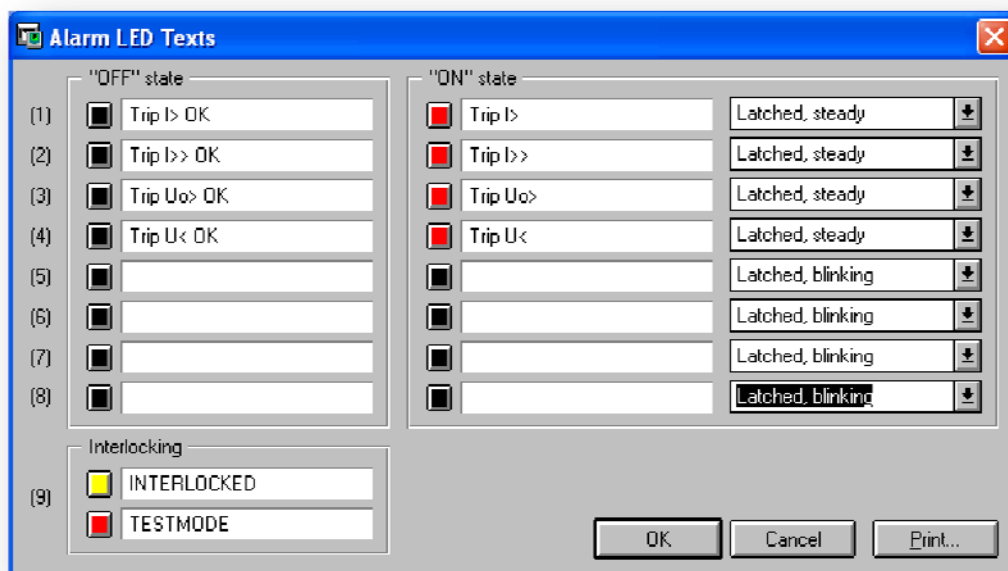 Alarm LED Texts
"OFF" state
"ON" state
(1) Trip I> OK Trip I> Latched, steady
(2) Trip I>> OK Trip I>> Latched, steady
(3) Trip Uo> OK Trip Uo> Latched, steady
(4) Trip U< OK Trip U< Latched, steady
(5) Latched, blinking
(6) Latched, blinking
(7) Latched, blinking
(8) Latched, blinking
Interlocking
(9)
INTERLOCKED
TESTMODE
OK Cancel Print...